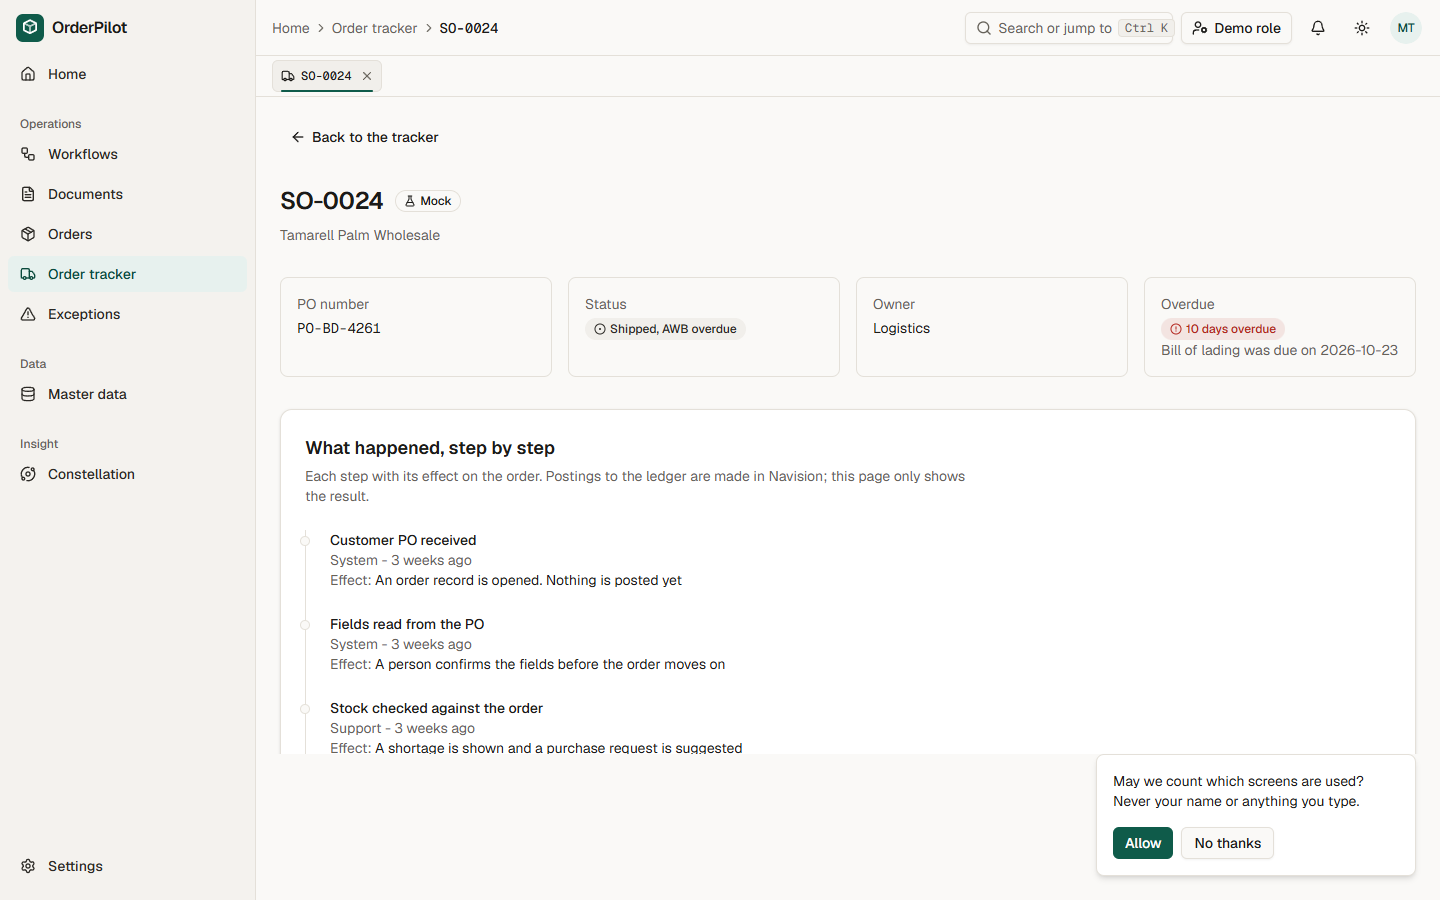 OrderPilot
Home
Operations
Workflows
Documents
Orders
Order tracker
Exceptions
Data
Master data
Insight
Constellation
Settings
Home > Order tracker > SO-0024
Search or jump to Ctrl K
Demo role
MT
SO-0024
Back to the tracker
SO-0024 Mock
Tamarell Palm Wholesale
PO number
PO-BD-4261
Status
Shipped, AWB overdue
Owner
Logistics
Overdue
10 days overdue
Bill of lading was due on 2026-10-23
What happened, step by step
Each step with its effect on the order. Postings to the ledger are made in Navision; this page only shows
the result.
Customer PO received
System - 3 weeks ago
Effect: An order record is opened. Nothing is posted yet
Fields read from the PO
System - 3 weeks ago
Effect: A person confirms the fields before the order moves on
Stock checked against the order
Support - 3 weeks ago
Effect: A shortage is shown and a purchase request is suggested
May we count which screens are used?
Never your name or anything you type.
Allow
No thanks